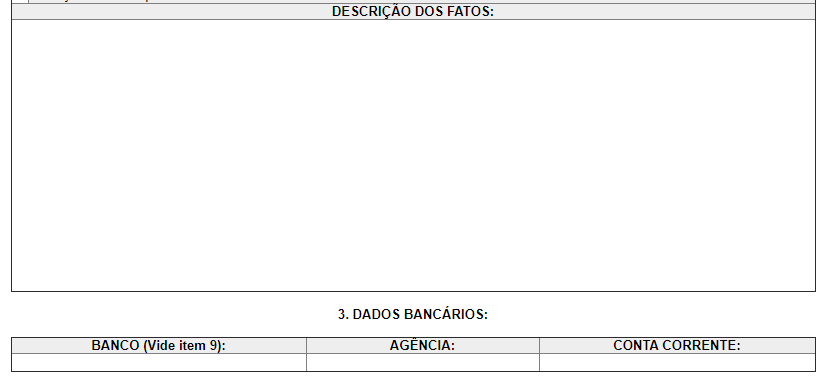 DESCRIÇÃO DOS FATOS:
3. DADOS BANCÁRIOS:
BANCO (Vide item 9): AGÊNCIA: CONTA CORRENTE: